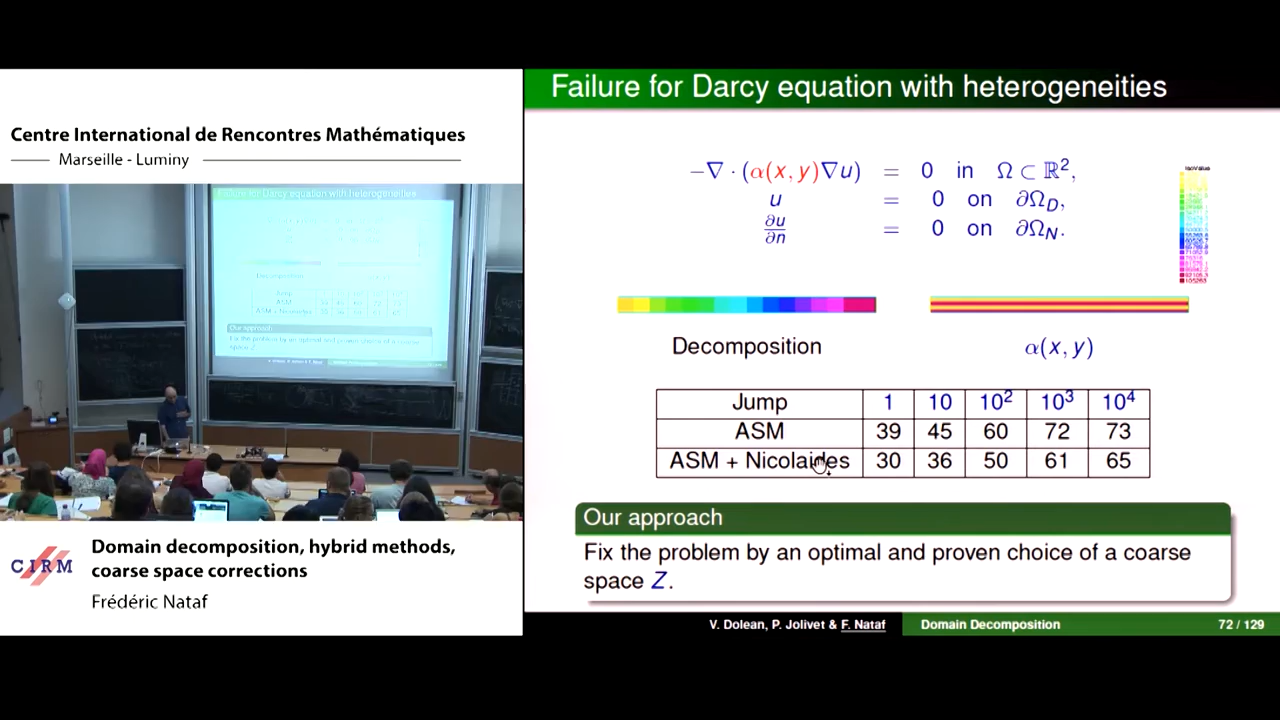 Centre International de Rencontres Mathématiques
Marseille - Luminy
CIRM
Domain decomposition, hybrid methods,
coarse space corrections
Frédéric Nataf
Failure for Darcy equation with heterogeneities
−∇ · (α(x, y)∇u) = 0 in Ω ⊂ ℝ²,
u = 0 on ∂Ω_D,
∂u/∂n = 0 on ∂Ω_N.
IsoValue
Decomposition α(x, y)
Jump 1 10 10² 10³ 10⁴
ASM 39 45 60 72 73
ASM + Nicolaides 30 36 50 61 65
Our approach
Fix the problem by an optimal and proven choice of a coarse
space Z.
V. Dolean, P. Jolivet & F. Nataf Domain Decomposition 72 / 129